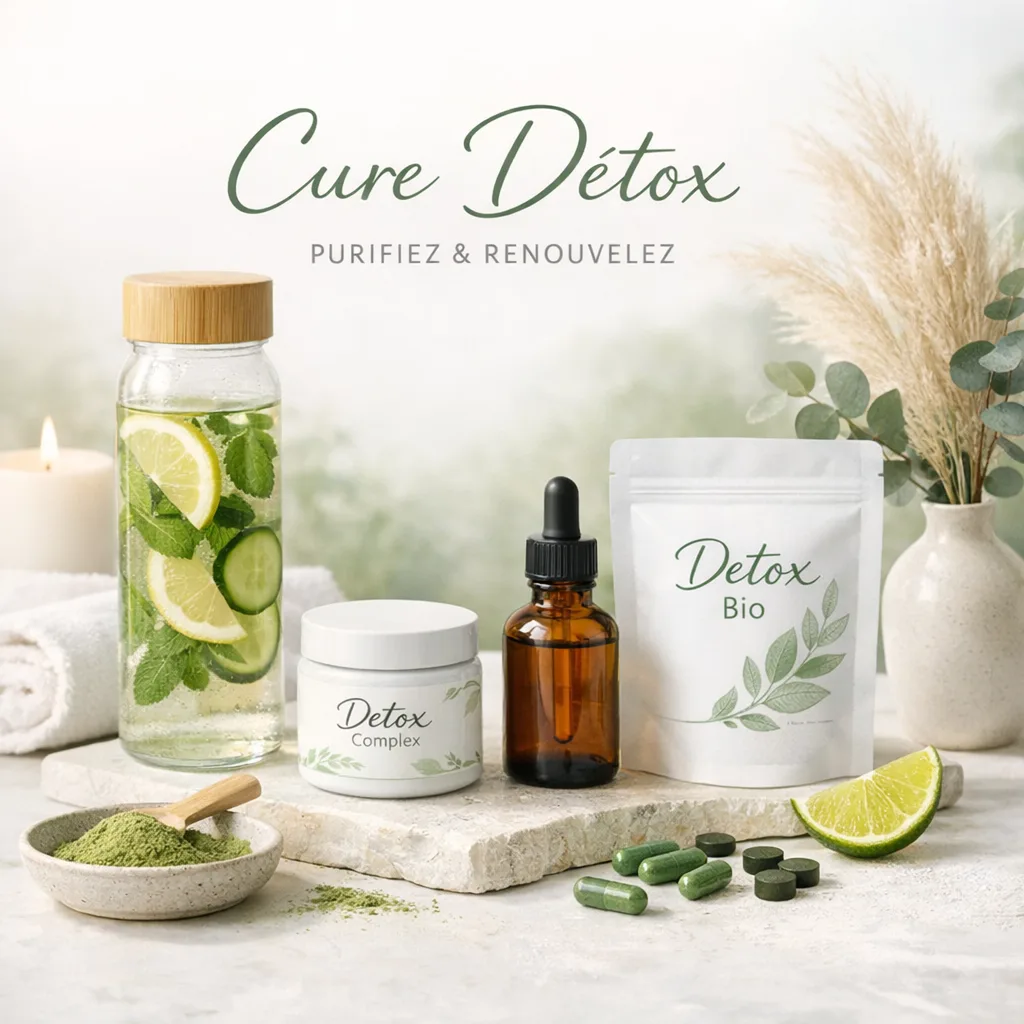 Cure Détox
PURIFIEZ & RENOUVELEZ
Detox
Complex
Detox
Bio